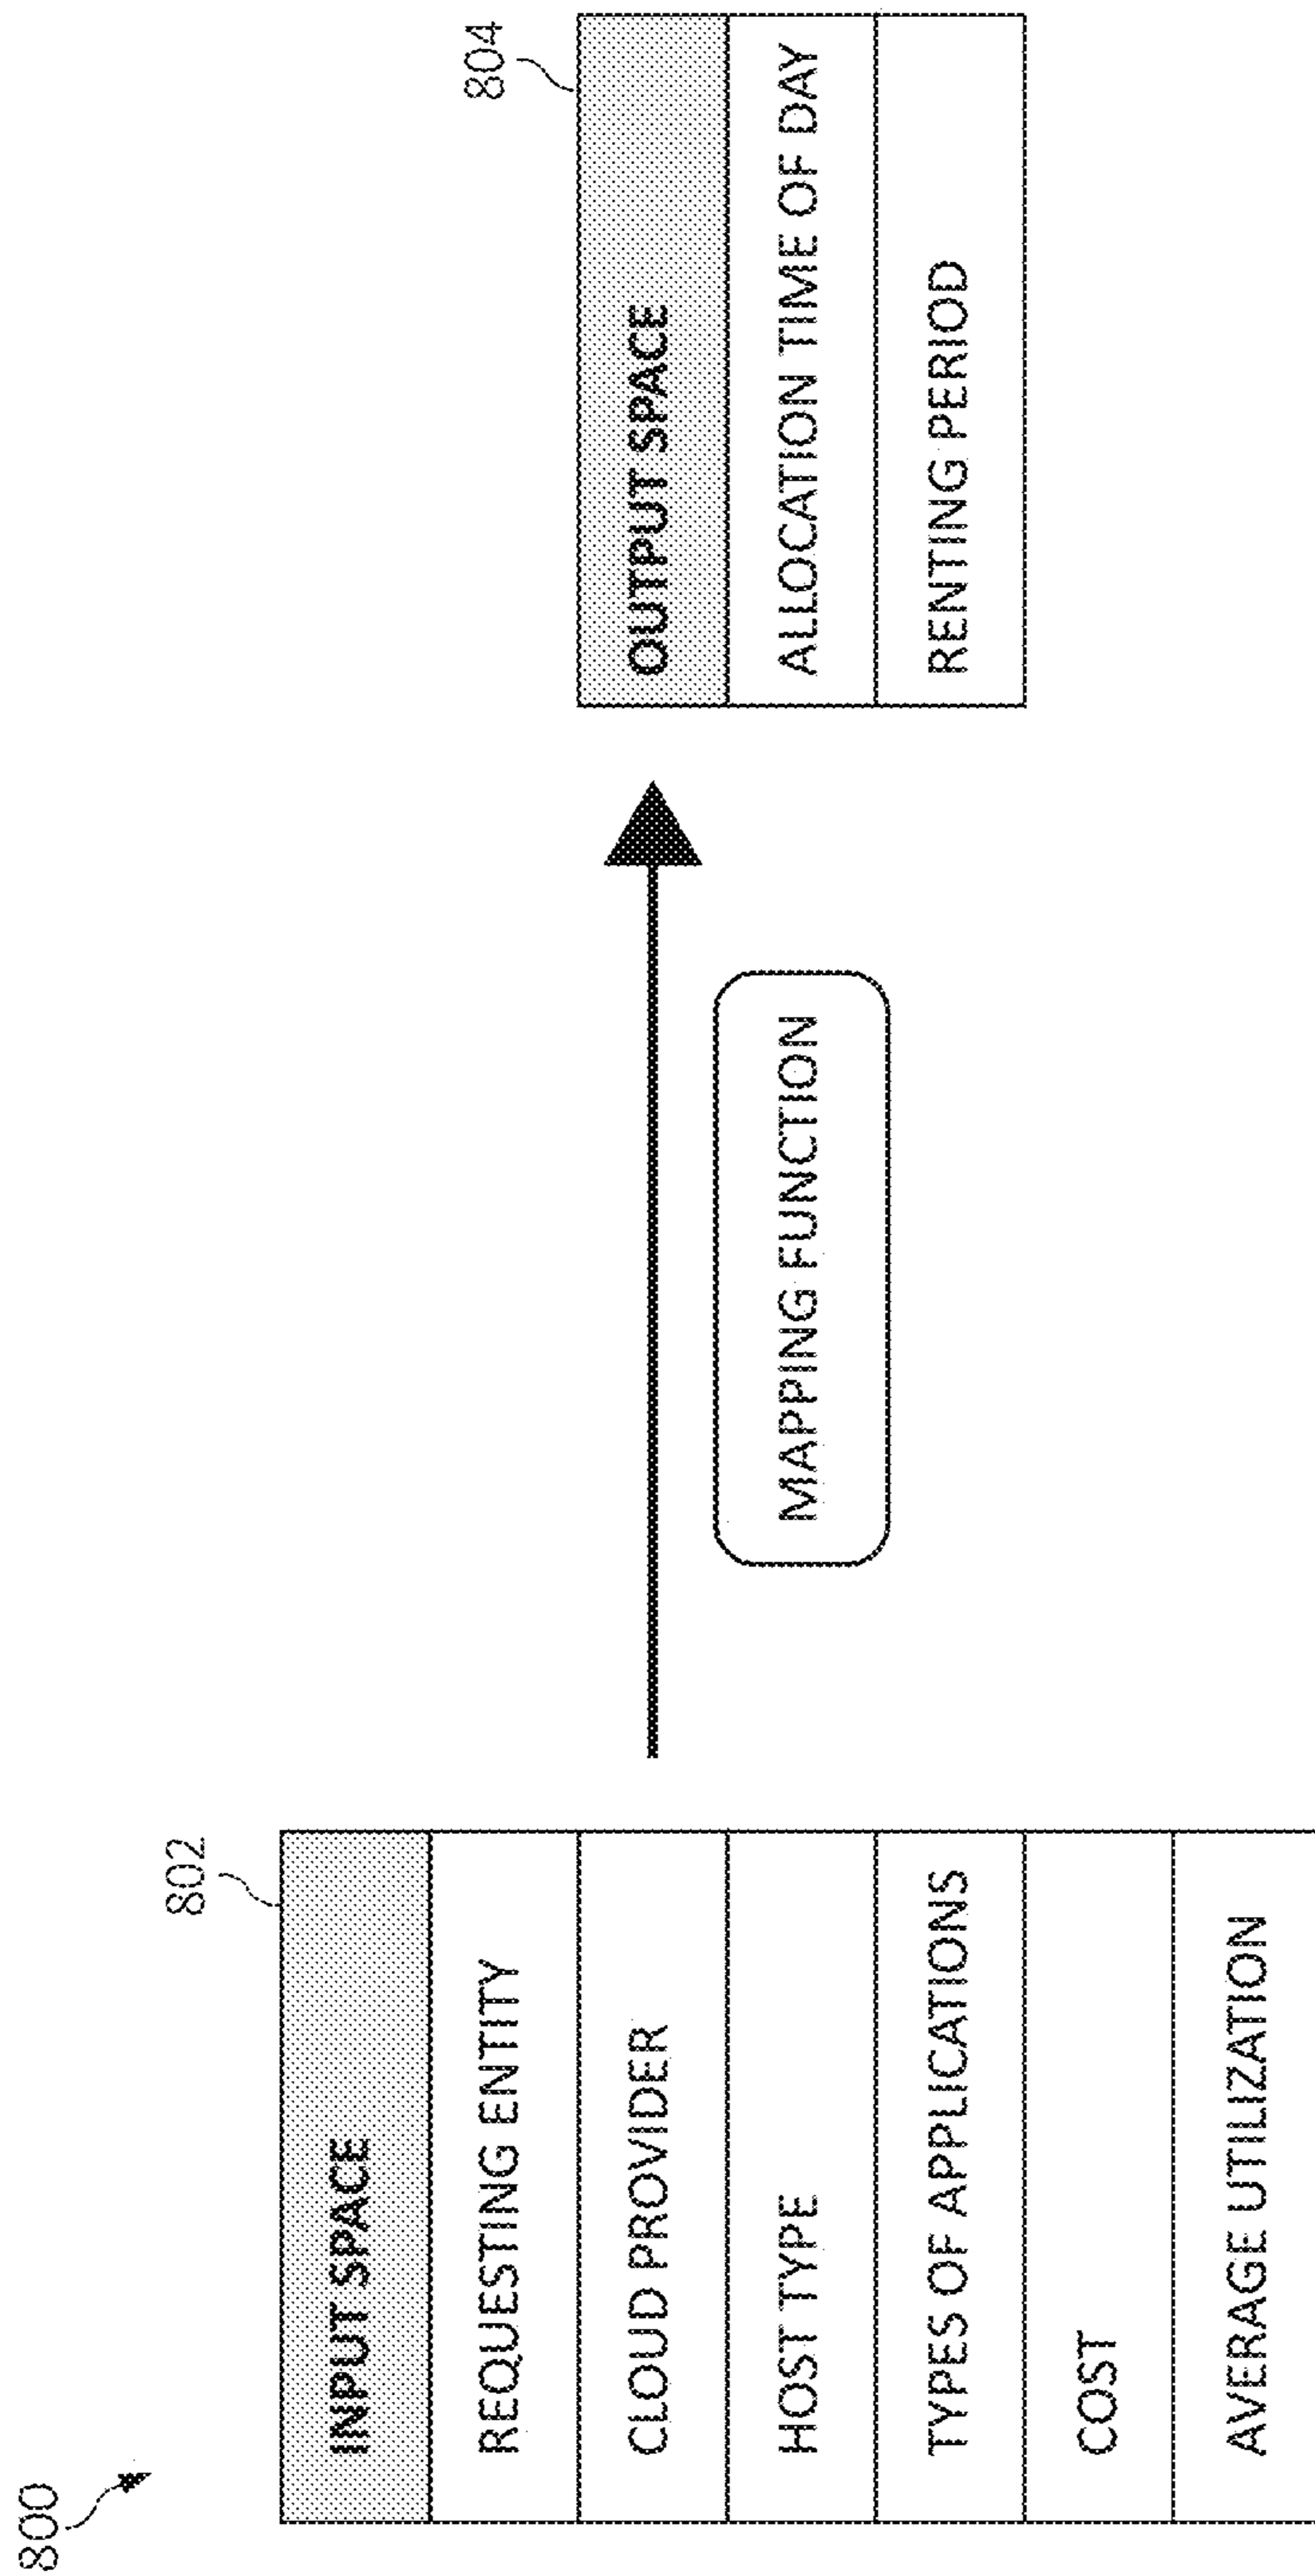 800
802
INPUT SPACE
REQUESTING ENTITY
CLOUD PROVIDER
HOST TYPE
TYPES OF APPLICATIONS
COST
AVERAGE UTILIZATION
MAPPING FUNCTION
804
OUTPUT SPACE
ALLOCATION TIME OF DAY
RENTING PERIOD